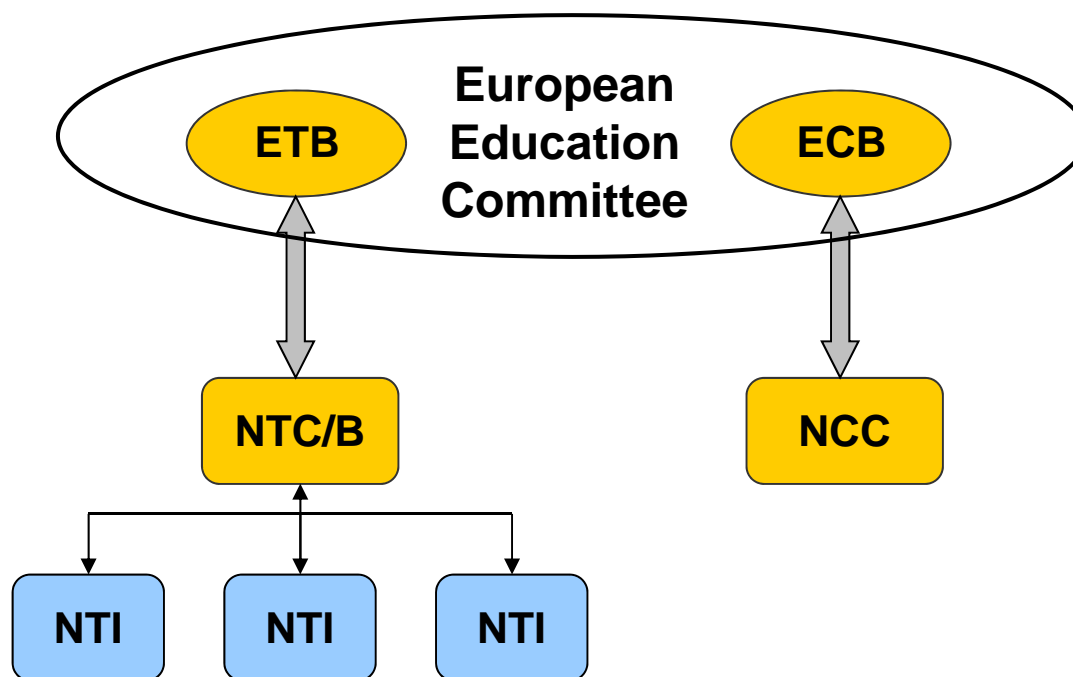 European
Education
Committee
ETB
ECB
NTC/B
NCC
NTI
NTI
NTI